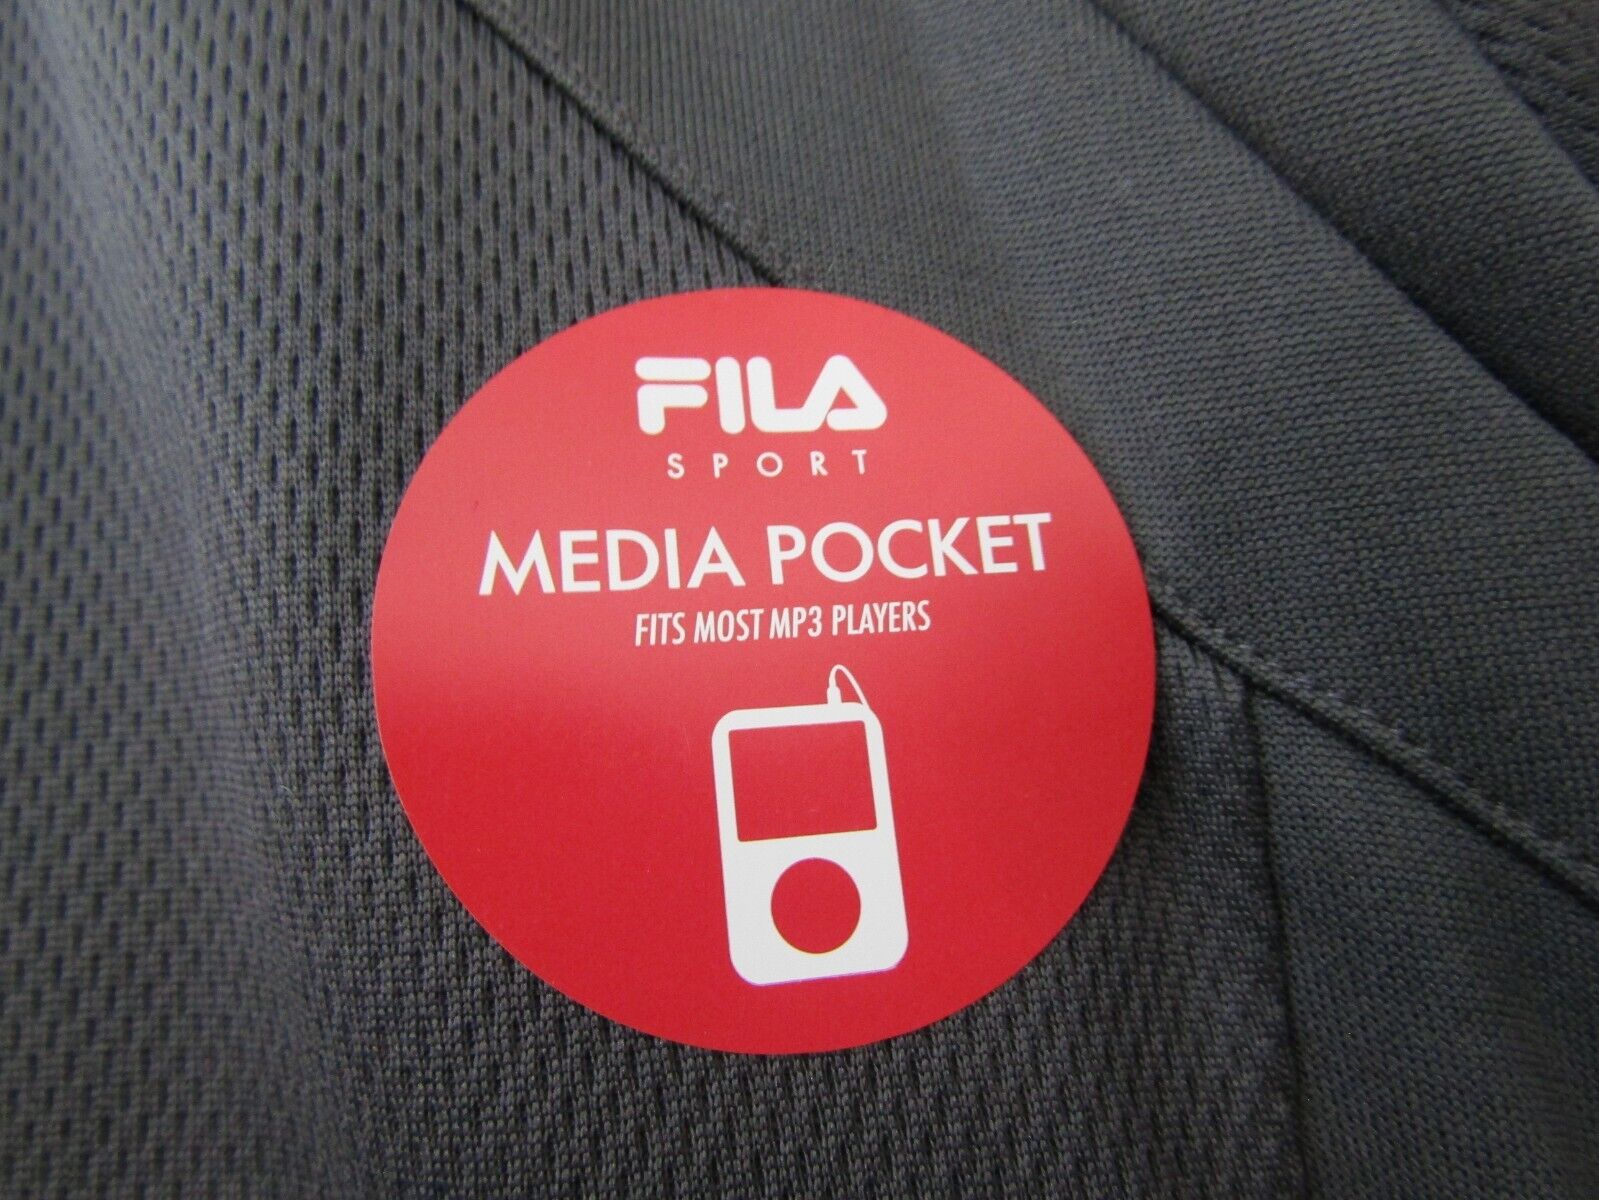 FILA
SPORT
MEDIA POCKET
FITS MOST MP3 PLAYERS